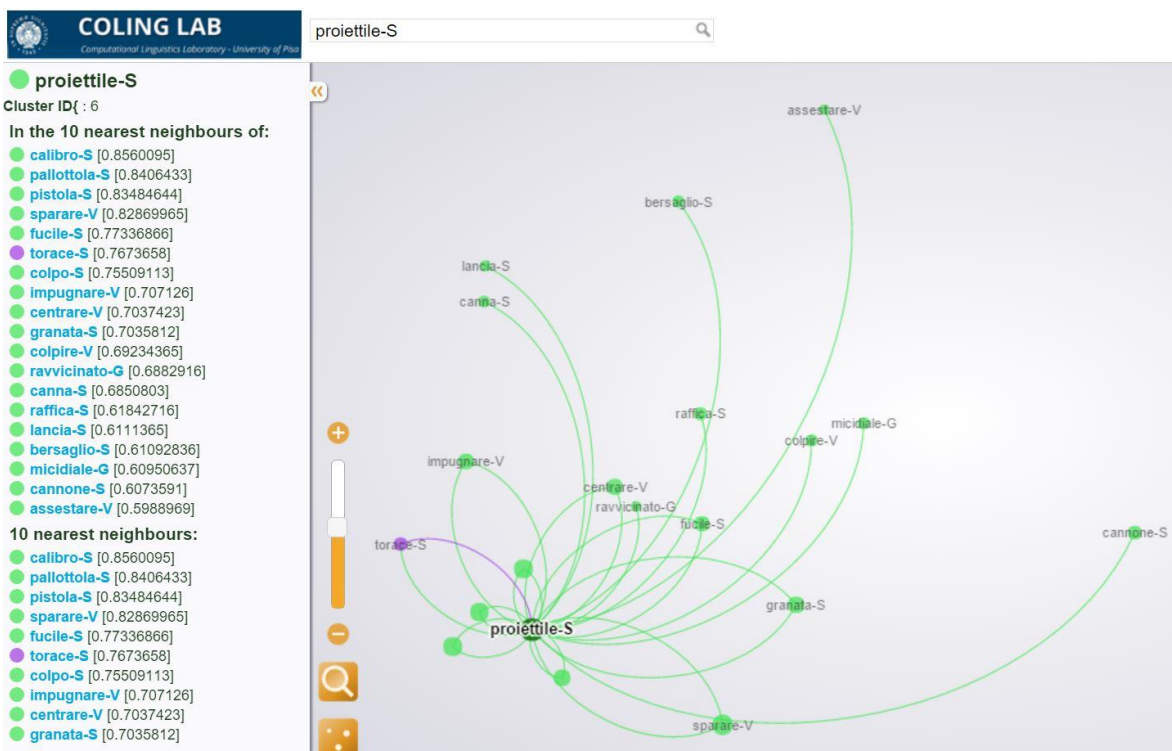 COLING LAB
Computational Linguistics Laboratory - University of Pisa
proiettile-S
proiettile-S
Cluster ID{ : 6
In the 10 nearest neighbours of:
calibro-S [0.8560095]
pallottola-S [0.8406433]
pistola-S [0.83484644]
sparare-V [0.82869965]
fucile-S [0.77336866]
torace-S [0.7673658]
colpo-S [0.75509113]
impugnare-V [0.707126]
centrare-V [0.7037423]
granata-S [0.7035812]
colpire-V [0.69234365]
ravvicinato-G [0.6882916]
canna-S [0.6850803]
raffica-S [0.61842716]
lancia-S [0.6111365]
bersaglio-S [0.61092836]
micidiale-G [0.60950637]
cannone-S [0.6073591]
assestare-V [0.5988969]
10 nearest neighbours:
calibro-S [0.8560095]
pallottola-S [0.8406433]
pistola-S [0.83484644]
sparare-V [0.82869965]
fucile-S [0.77336866]
torace-S [0.7673658]
colpo-S [0.75509113]
impugnare-V [0.707126]
centrare-V [0.7037423]
granata-S [0.7035812]
assestare-V
bersaglio-S
lancia-S
canna-S
raffica-S
micidiale-G
colpire-V
impugnare-V
centrare-V
ravvicinato-G
fucile-S
cannone-S
torace-S
granata-S
proiettile-S
sparare-V